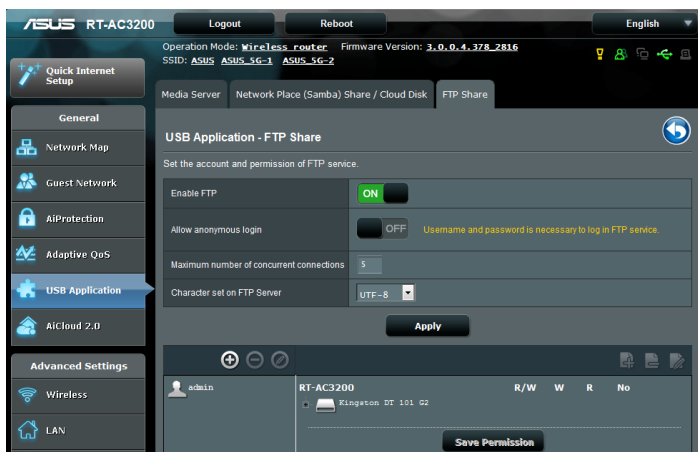 ASUS RT-AC3200 Logout Reboot English
Operation Mode: Wireless router Firmware Version: 3.0.0.4.378_2816
SSID: ASUS ASUS_5G-1 ASUS_5G-2
Quick Internet
Setup
General
Network Map
Guest Network
AiProtection
Adaptive QoS
USB Application
AiCloud 2.0
Advanced Settings
Wireless
LAN
Media Server Network Place (Samba) Share / Cloud Disk FTP Share
USB Application - FTP Share
Set the account and permission of FTP service.
Enable FTP ON
Allow anonymous login OFF Username and password is necessary to log in FTP service.
Maximum number of concurrent connections 5
Character set on FTP Server UTF-8
Apply
admin RT-AC3200 R/W W R No
Kingston DT 101 G2
Save Permission